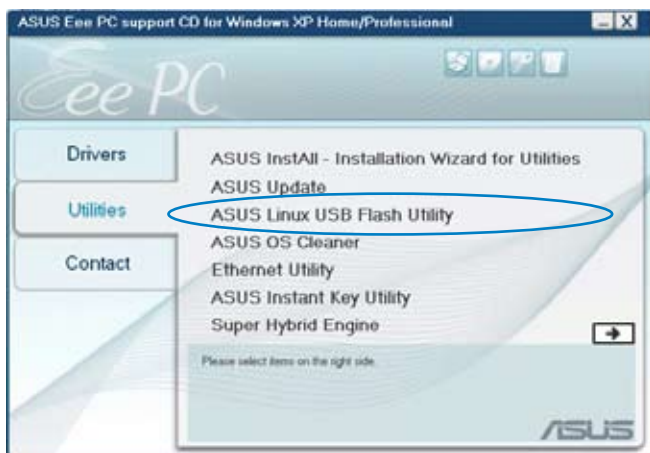 ASUS Eee PC support CD for Windows XP Home/Professional
Eee PC
Drivers
Utilities
Contact
ASUS InstAll - Installation Wizard for Utilities
ASUS Update
ASUS Linux USB Flash Utility
ASUS OS Cleaner
Ethernet Utility
ASUS Instant Key Utility
Super Hybrid Engine
Please select items on the right side.
ASUS